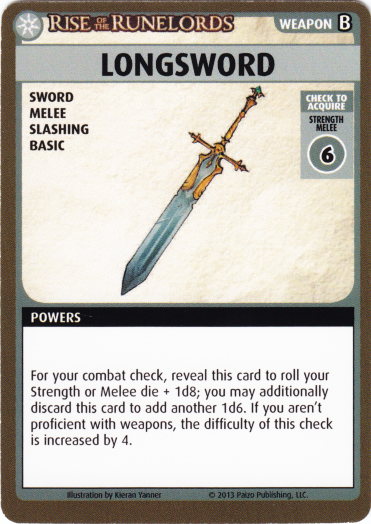 RISE OF THE RUNELORDS
WEAPON B
LONGSWORD
SWORD
MELEE
SLASHING
BASIC
CHECK TO
ACQUIRE
STRENGTH
MELEE
6
POWERS
For your combat check, reveal this card to roll your
Strength or Melee die + 1d8; you may additionally
discard this card to add another 1d6. If you aren’t
proficient with weapons, the difficulty of this check
is increased by 4.
Illustration by Kieran Yanner © 2013 Paizo Publishing, LLC.